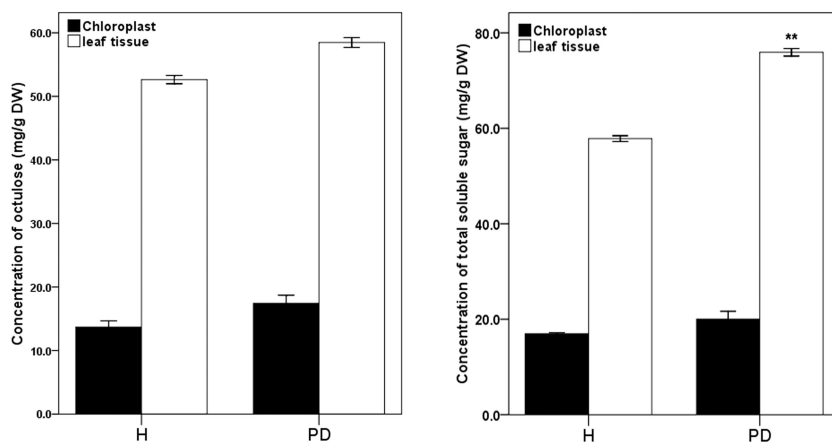 Concentration of octulose (mg/g DW)
60.0
50.0
40.0
30.0
20.0
10.0
0.0
Chloroplast
leaf tissue
H
PD
Concentration of total soluble sugar (mg/g DW)
80.0
60.0
40.0
20.0
0.0
Chloroplast
leaf tissue
**
H
PD